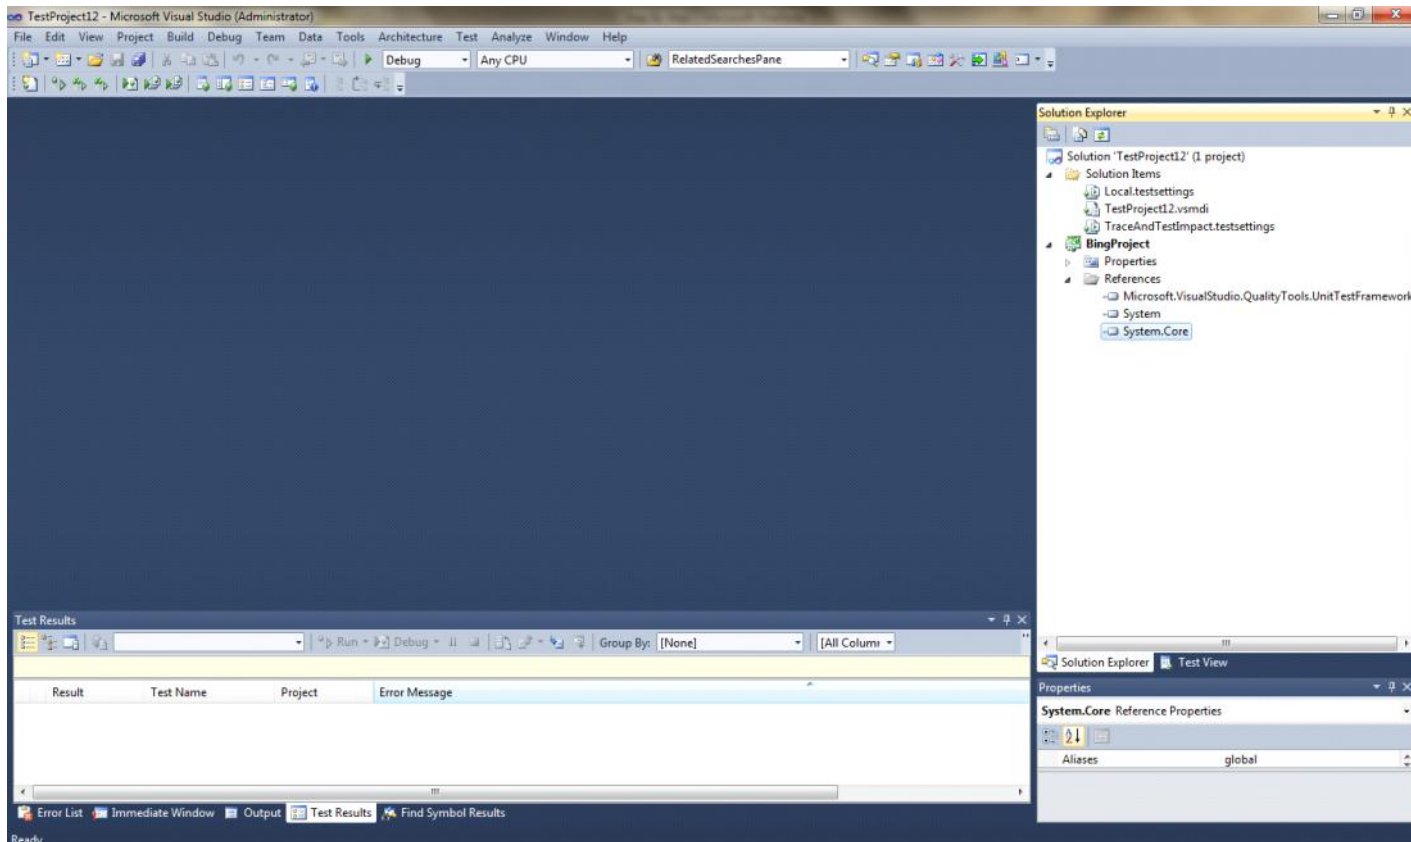 TestProject12 - Microsoft Visual Studio (Administrator)
File Edit View Project Build Debug Team Data Tools Architecture Test Analyze Window Help
Debug Any CPU RelatedSearchesPane
Solution Explorer
Solution 'TestProject12' (1 project)
Solution Items
Local.testsettings
TestProject12.vsmdi
TraceAndTestImpact.testsettings
BingProject
Properties
References
Microsoft.VisualStudio.QualityTools.UnitTestFramework
System
System.Core
Test Results
Run Debug Group By: [None] [All Colum
Result Test Name Project Error Message
Solution Explorer Test View
Properties
System.Core Reference Properties
Aliases global
Error List Immediate Window Output Test Results Find Symbol Results
Ready